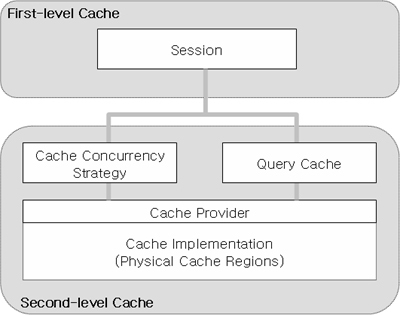 First-level Cache
Session
Cache Concurrency
Strategy
Query Cache
Cache Provider
Cache Implementation
(Physical Cache Regions)
Second-level Cache